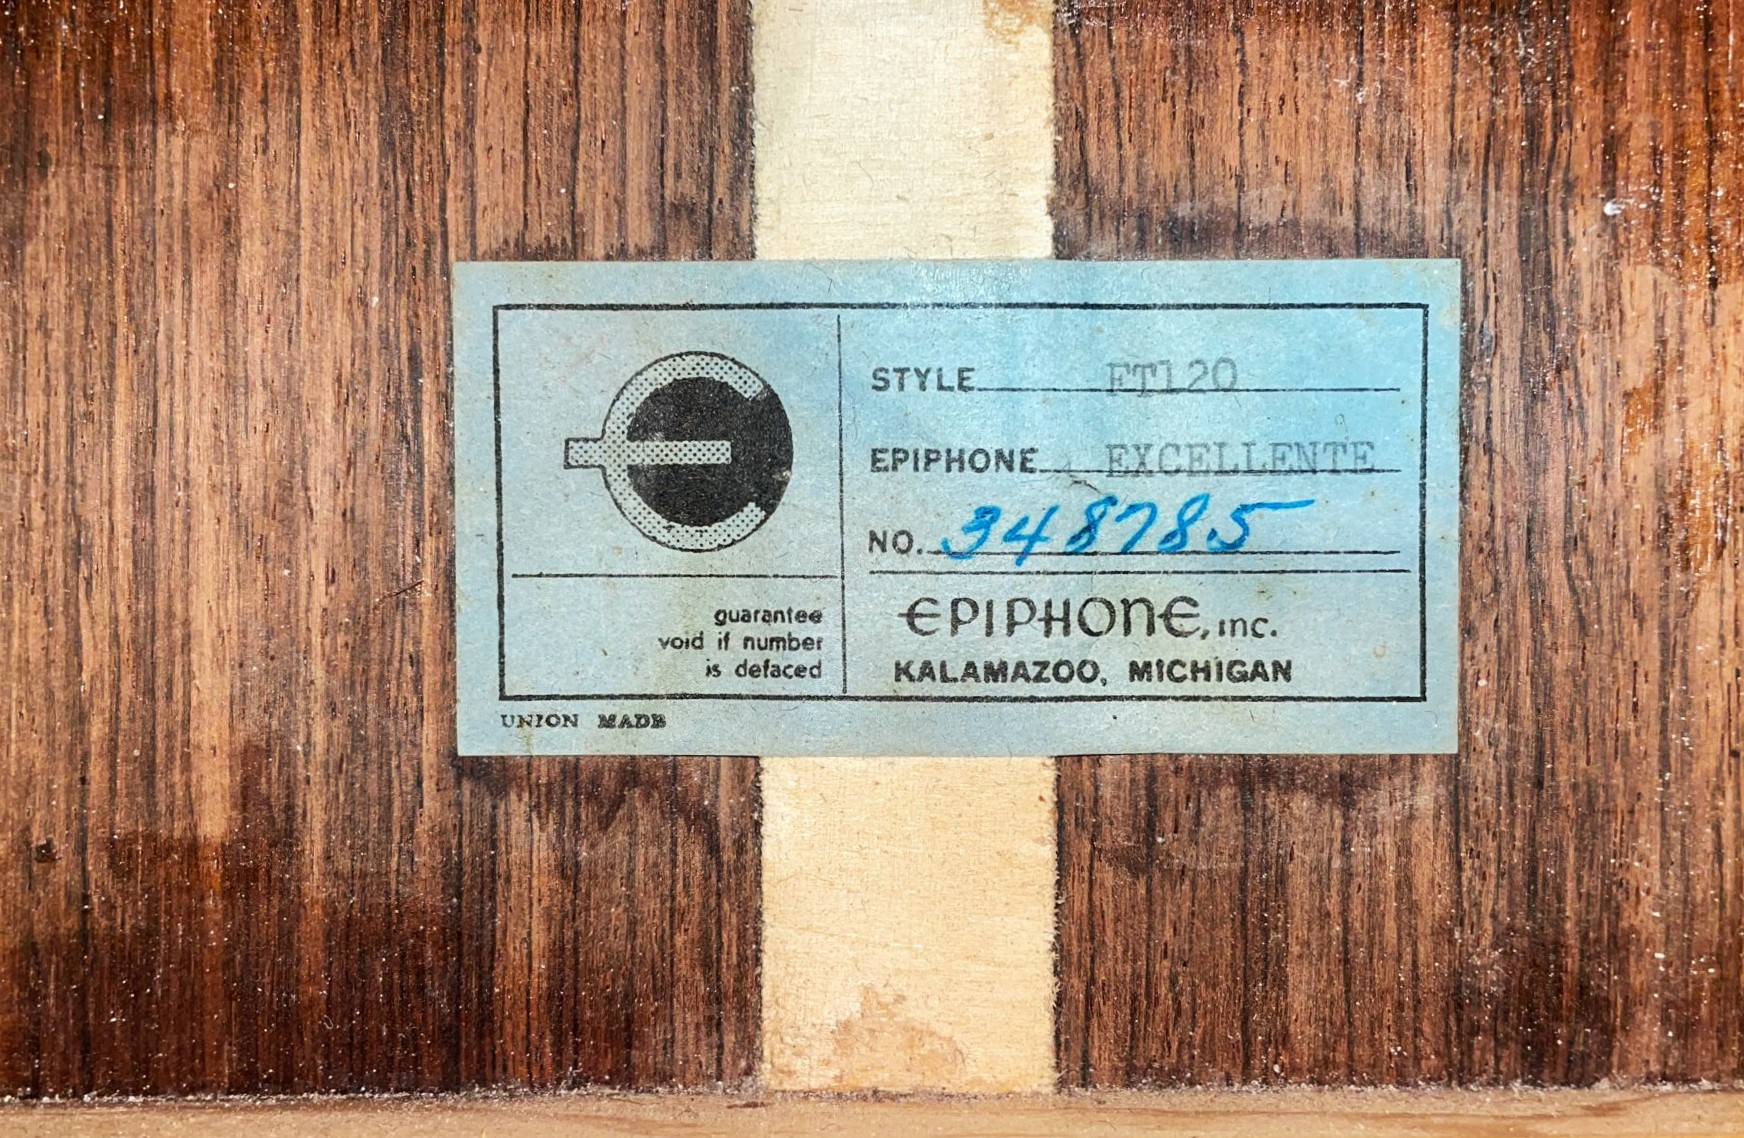 STYLE FT120
EPIPHONE EXCELLENTE
NO. 348785
guarantee
void if number
is defaced
EPIPHONE, INC.
KALAMAZOO, MICHIGAN
UNION MADE